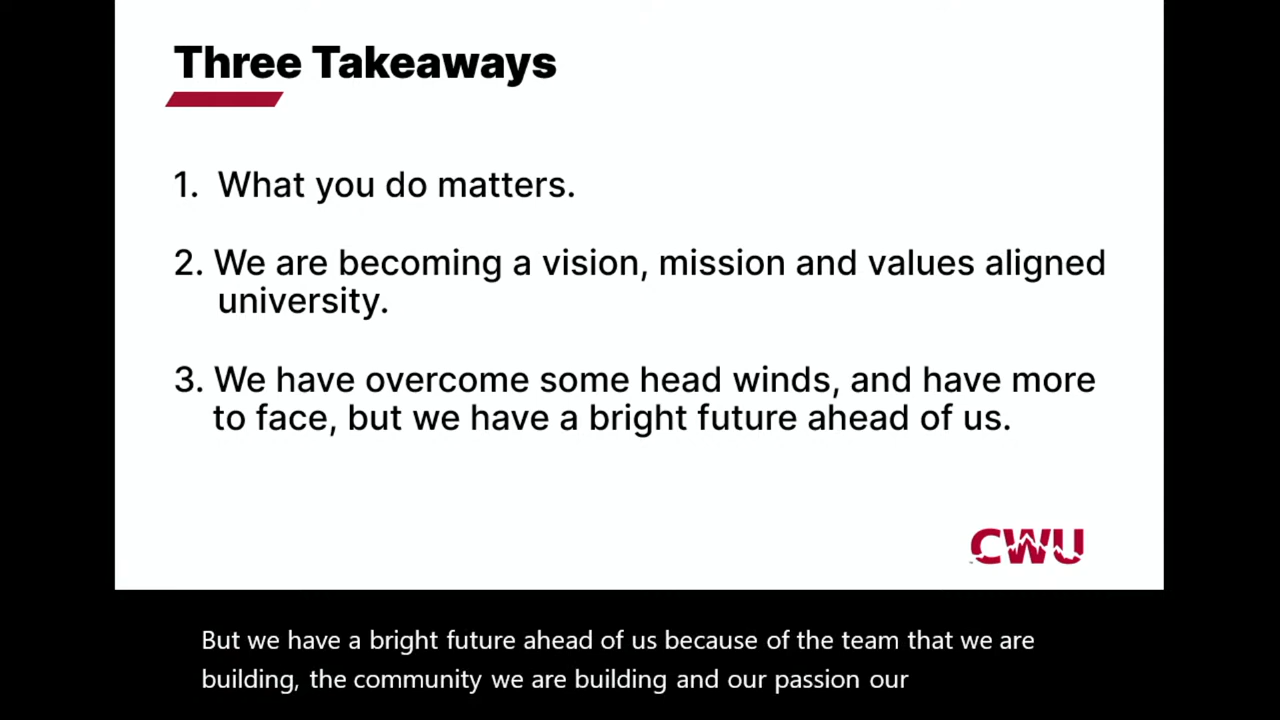 Three Takeaways
1. What you do matters.
2. We are becoming a vision, mission and values aligned
university.
3. We have overcome some head winds, and have more
to face, but we have a bright future ahead of us.
CWU
But we have a bright future ahead of us because of the team that we are
building, the community we are building and our passion our